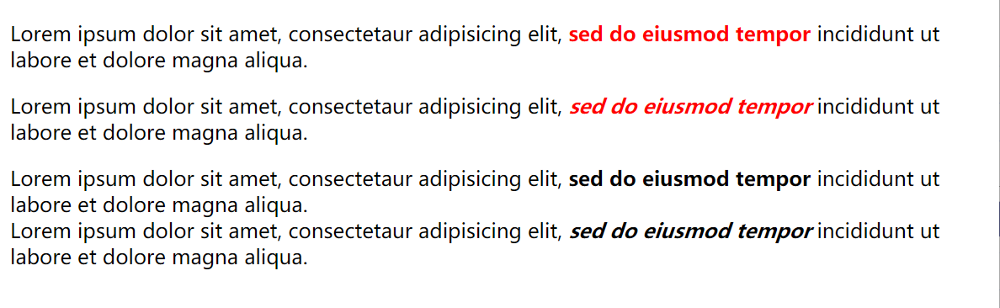 Lorem ipsum dolor sit amet, consectetaur adipisicing elit, sed do eiusmod tempor incididunt ut
labore et dolore magna aliqua.
Lorem ipsum dolor sit amet, consectetaur adipisicing elit, sed do eiusmod tempor incididunt ut
labore et dolore magna aliqua.
Lorem ipsum dolor sit amet, consectetaur adipisicing elit, sed do eiusmod tempor incididunt ut
labore et dolore magna aliqua.
Lorem ipsum dolor sit amet, consectetaur adipisicing elit, sed do eiusmod tempor incididunt ut
labore et dolore magna aliqua.